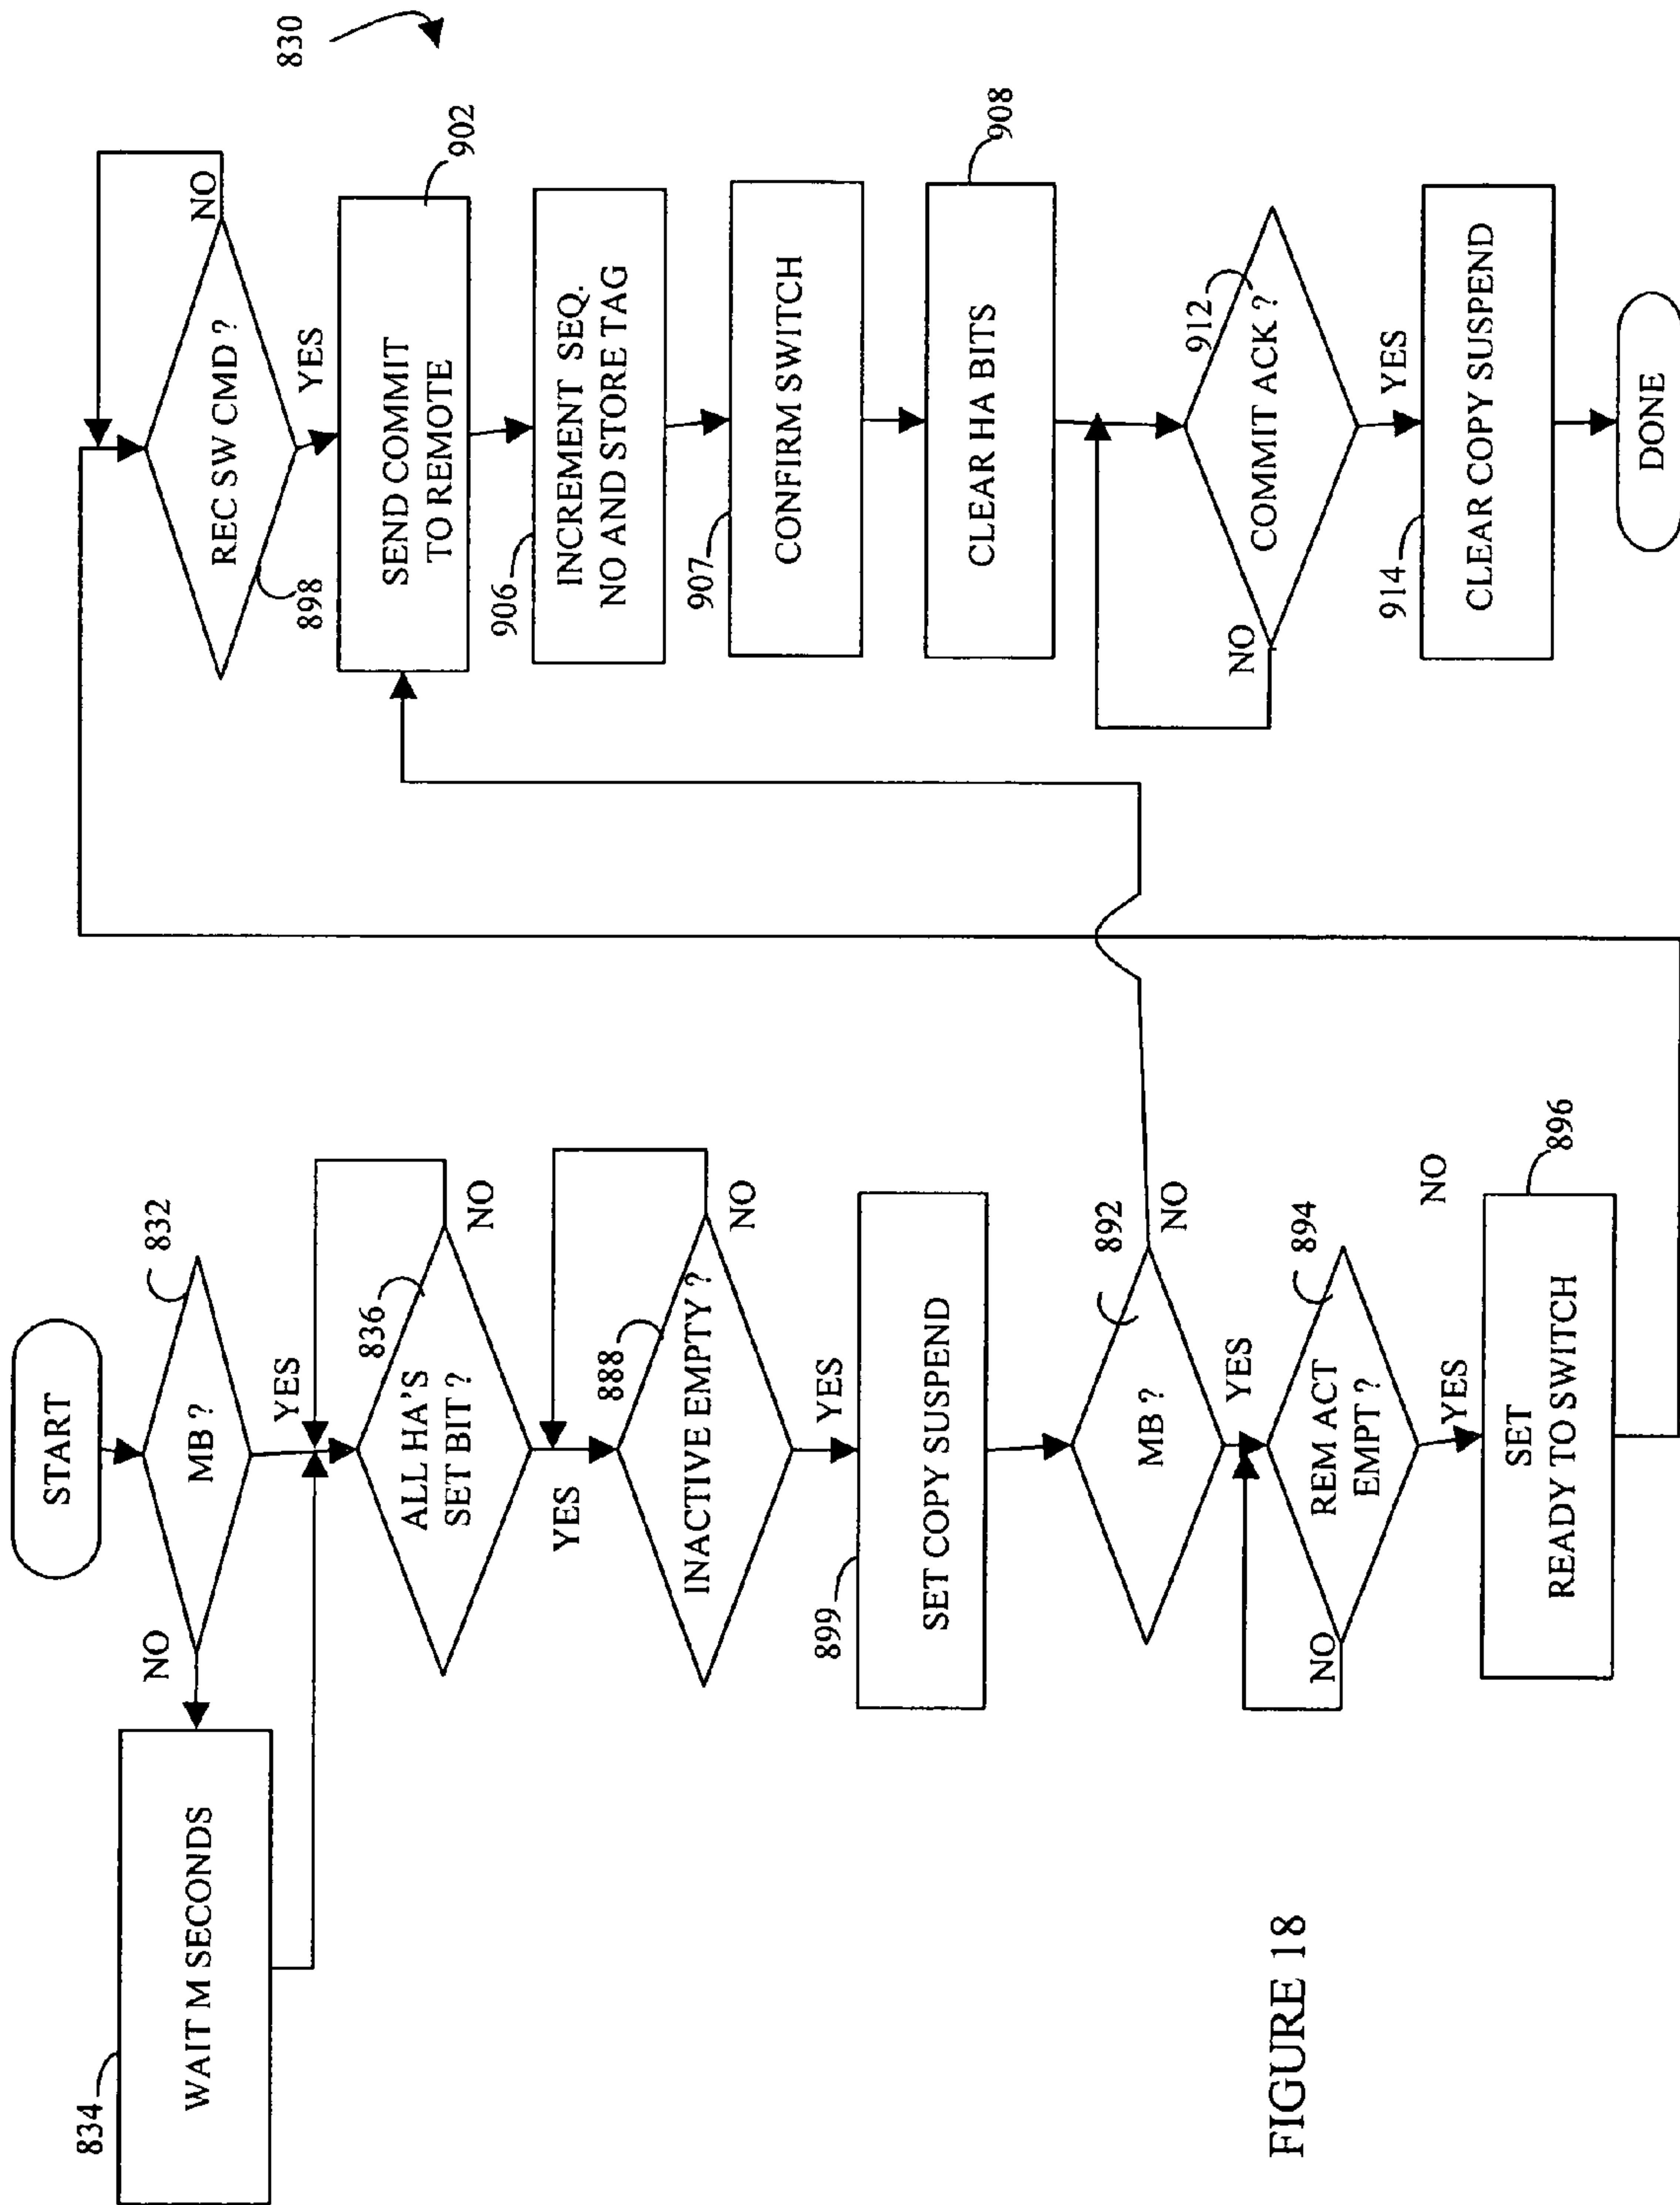 START
832
MB ?
NO
YES
834
WAIT M SECONDS
836
ALL HA'S
SET BIT ?
NO
YES
888
INACTIVE EMPTY ?
NO
YES
899
SET COPY SUSPEND
892
MB ?
NO
YES
894
REM ACT
EMPT ?
NO
NO
YES
896
SET
READY TO SWITCH
830
REC SW CMD ?
NO
898
YES
902
SEND COMMIT
TO REMOTE
906
INCREMENT SEQ.
NO AND STORE TAG
907
CONFIRM SWITCH
908
CLEAR HA BITS
912
COMMIT ACK ?
NO
YES
914
CLEAR COPY SUSPEND
DONE
FIGURE 18